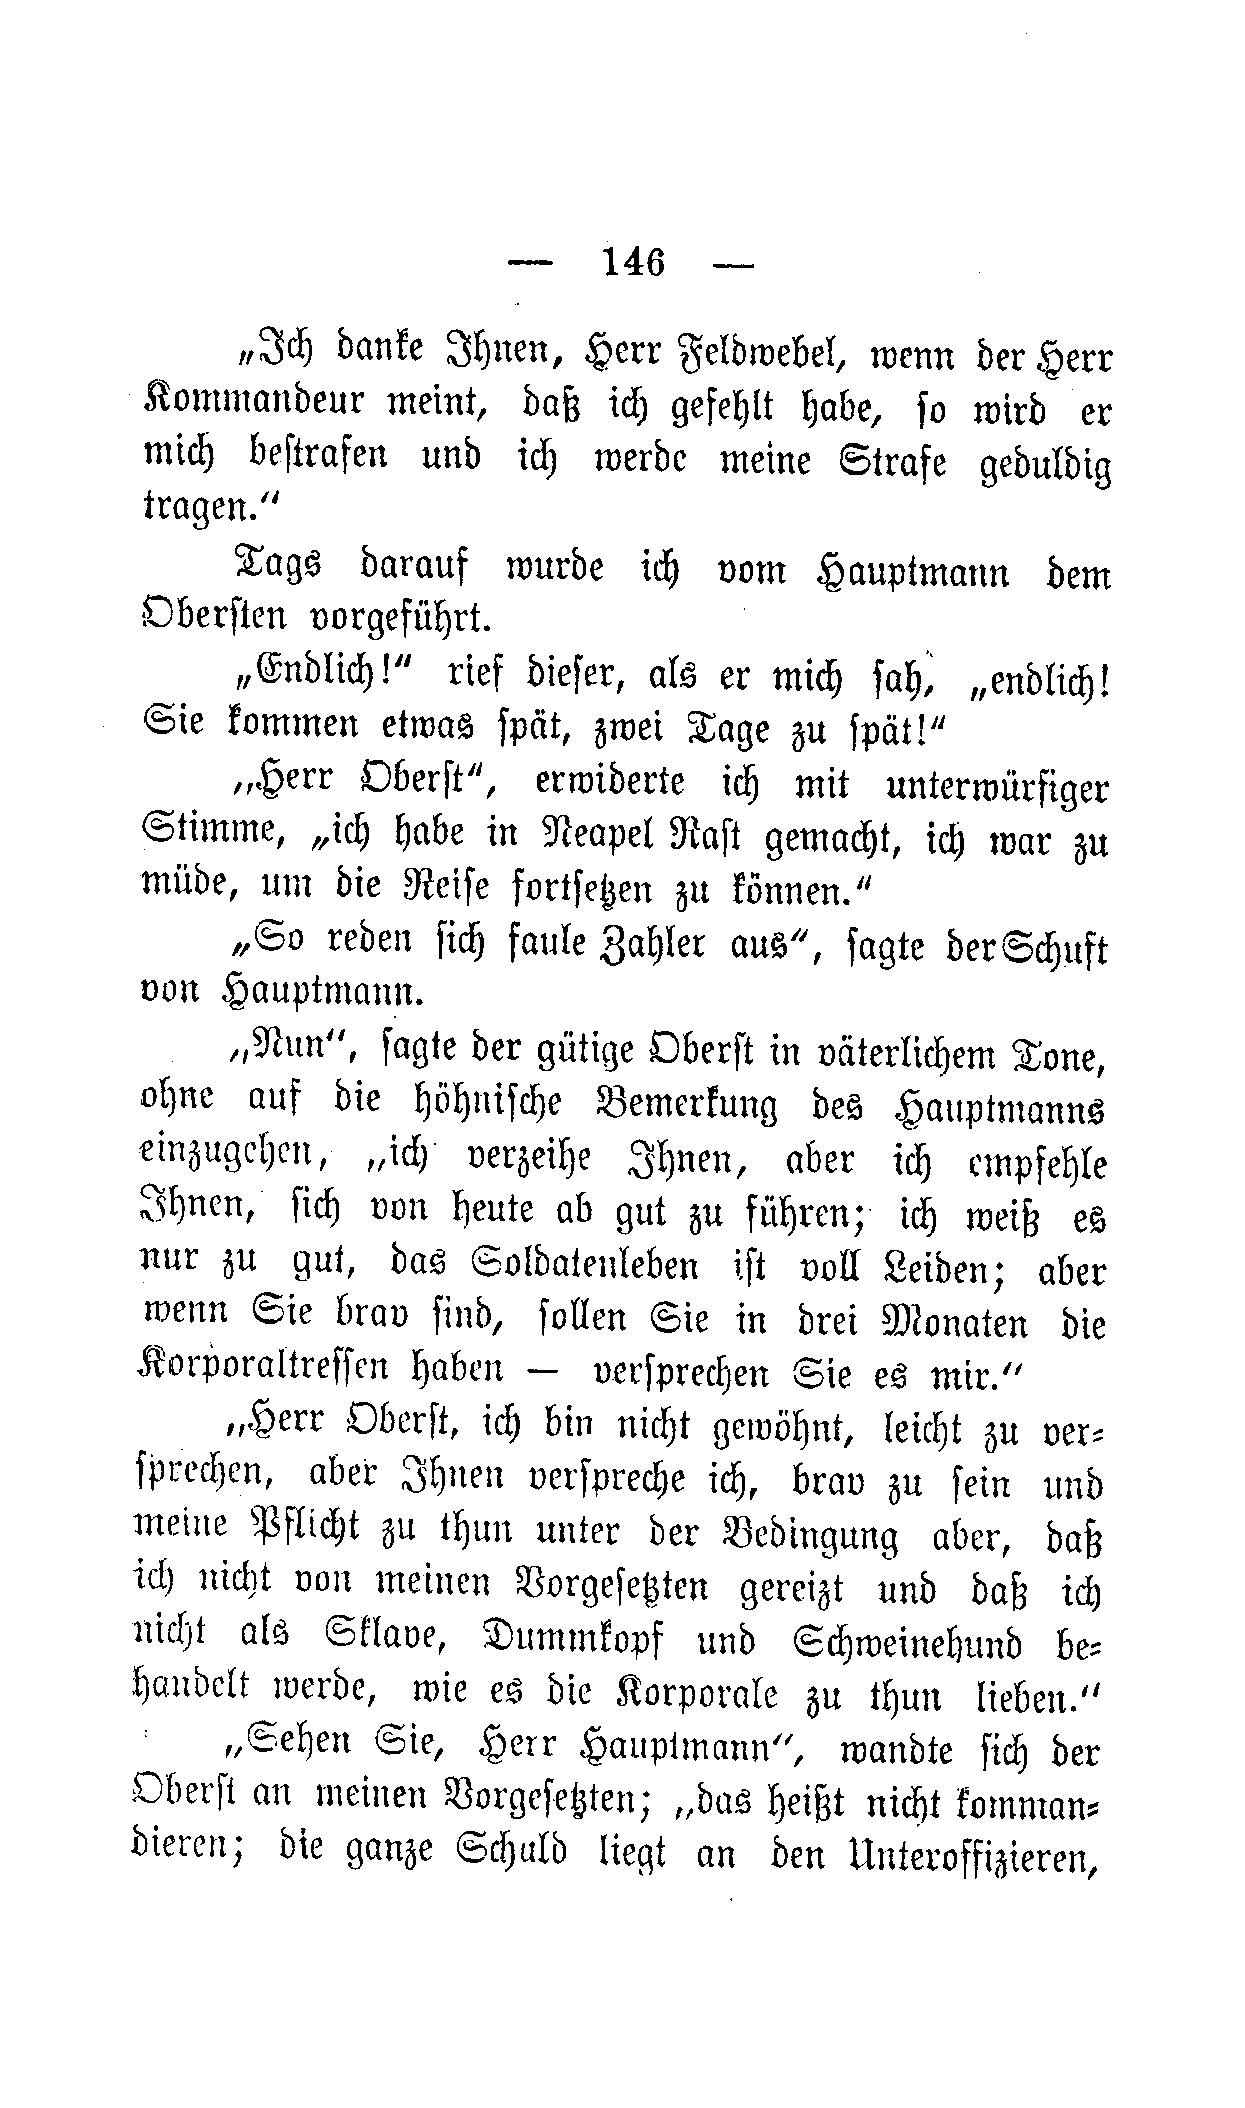 — 146 —
„Ich danke Ihnen, Herr Feldwebel, wenn der Herr
Kommandeur meint, daß ich gefehlt habe, so wird er
mich bestrafen und ich werde meine Strafe geduldig
tragen.“
Tags darauf wurde ich vom Hauptmann dem
Obersten vorgeführt.
„Endlich!“ rief dieser, als er mich sah, „endlich!
Sie kommen etwas spät, zwei Tage zu spät!“
„Herr Oberst“, erwiderte ich mit unterwürfiger
Stimme, „ich habe in Neapel Rast gemacht, ich war zu
müde, um die Reise fortsetzen zu können.“
„So reden sich faule Zahler aus“, sagte der Schuft
von Hauptmann.
„Nun“, sagte der gütige Oberst in väterlichem Tone,
ohne auf die höhnische Bemerkung des Hauptmanns
einzugehen, „ich verzeihe Ihnen, aber ich empfehle
Ihnen, sich von heute ab gut zu führen; ich weiß es
nur zu gut, das Soldatenleben ist voll Leiden; aber
wenn Sie brav sind, sollen Sie in drei Monaten die
Korporaltressen haben — versprechen Sie es mir.“
„Herr Oberst, ich bin nicht gewöhnt, leicht zu ver-
sprechen, aber Ihnen verspreche ich, brav zu sein und
meine Pflicht zu thun unter der Bedingung aber, daß
ich nicht von meinen Vorgesetzten gereizt und daß ich
nicht als Sklave, Dummkopf und Schweinehund be-
handelt werde, wie es die Korporale zu thun lieben.“
„Sehen Sie, Herr Hauptmann“, wandte sich der
Oberst an meinen Vorgesetzten; „das heißt nicht komman-
dieren; die ganze Schuld liegt an den Unteroffizieren,